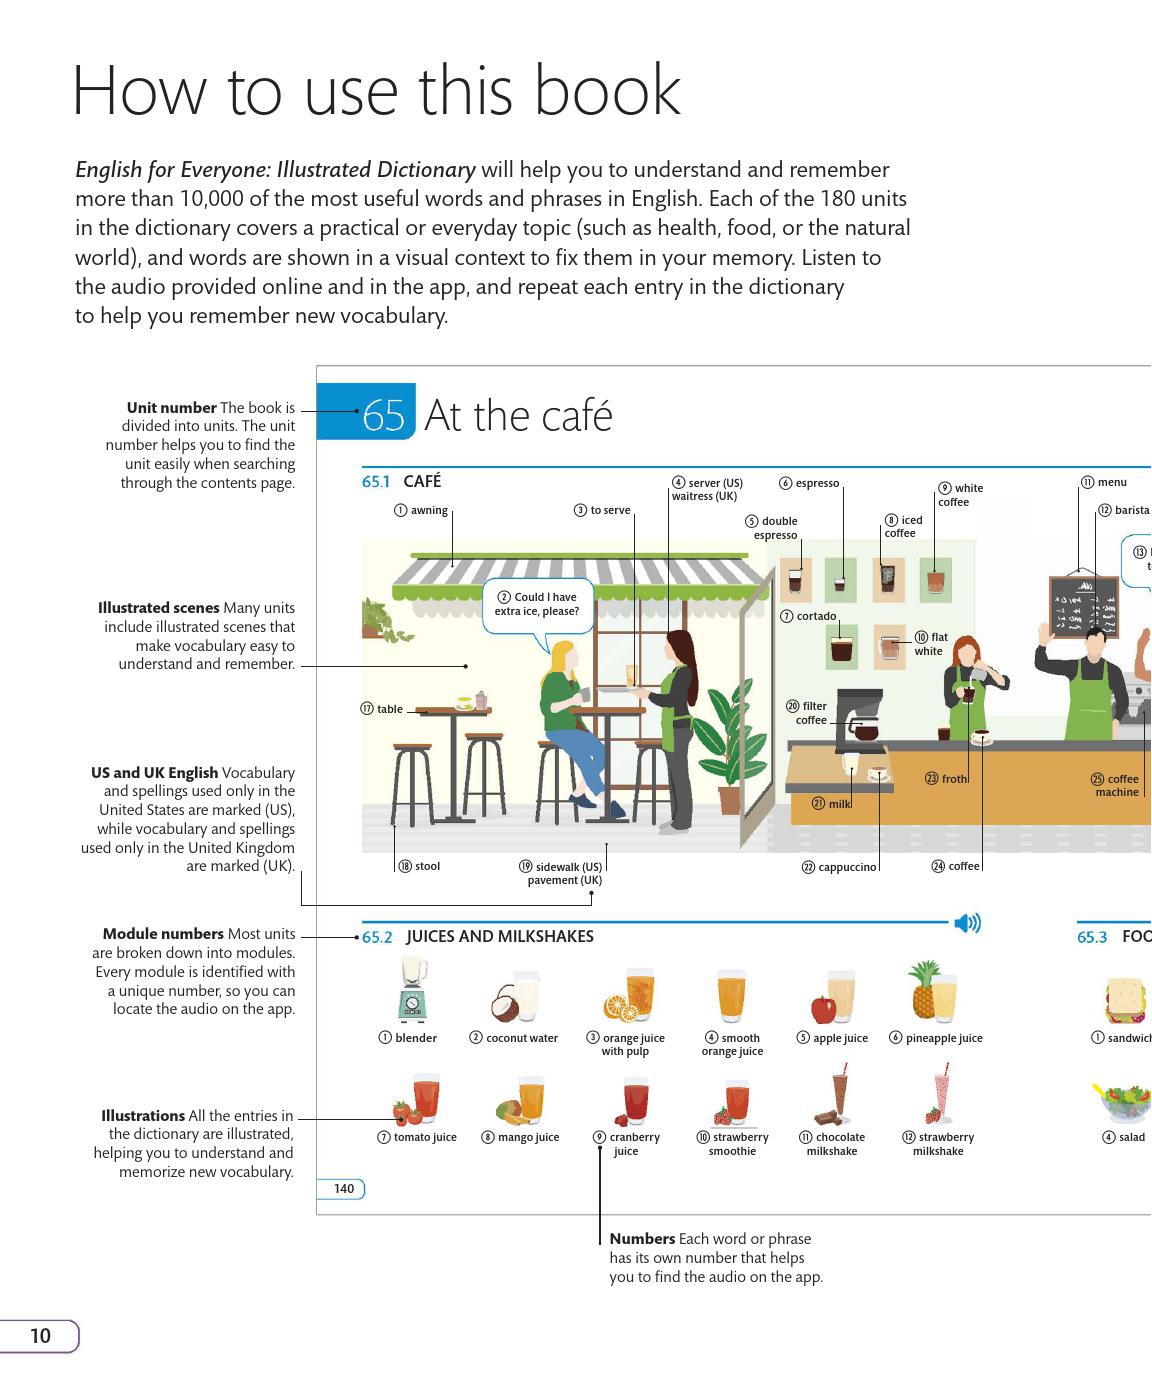 How to use this book
English for Everyone: Illustrated Dictionary will help you to understand and remember
more than 10,000 of the most useful words and phrases in English. Each of the 180 units
in the dictionary covers a practical or everyday topic (such as health, food, or the natural
world), and words are shown in a visual context to fix them in your memory. Listen to
the audio provided online and in the app, and repeat each entry in the dictionary
to help you remember new vocabulary.
Unit number The book is
divided into units. The unit
number helps you to find the
unit easily when searching
through the contents page.
Illustrated scenes Many units
include illustrated scenes that
make vocabulary easy to
understand and remember.
US and UK English Vocabulary
and spellings used only in the
United States are marked (US),
while vocabulary and spellings
used only in the United Kingdom
are marked (UK).
Module numbers Most units
are broken down into modules.
Every module is identified with
a unique number, so you can
locate the audio on the app.
Illustrations All the entries in
the dictionary are illustrated,
helping you to understand and
memorize new vocabulary.
65 At the café
65.1 CAFÉ
① awning
② Could I have
extra ice, please?
③ to serve
④ server (US)
waitress (UK)
⑤ double
espresso
⑥ espresso
⑦ cortado
⑧ iced
coffee
⑨ white
coffee
⑩ flat
white
⑪ menu
⑫ barista
⑬
⑰ table
⑱ stool
⑲ sidewalk (US)
pavement (UK)
⑳ filter
coffee
㉑ milk
㉒ cappuccino
㉓ froth
㉔ coffee
㉕ coffee
machine
65.2 JUICES AND MILKSHAKES
① blender
② coconut water
③ orange juice
with pulp
④ smooth
orange juice
⑤ apple juice
⑥ pineapple juice
⑦ tomato juice
⑧ mango juice
⑨ cranberry
juice
⑩ strawberry
smoothie
⑪ chocolate
milkshake
⑫ strawberry
milkshake
65.3
① sandwich
④ salad
140
Numbers Each word or phrase
has its own number that helps
you to find the audio on the app.
10